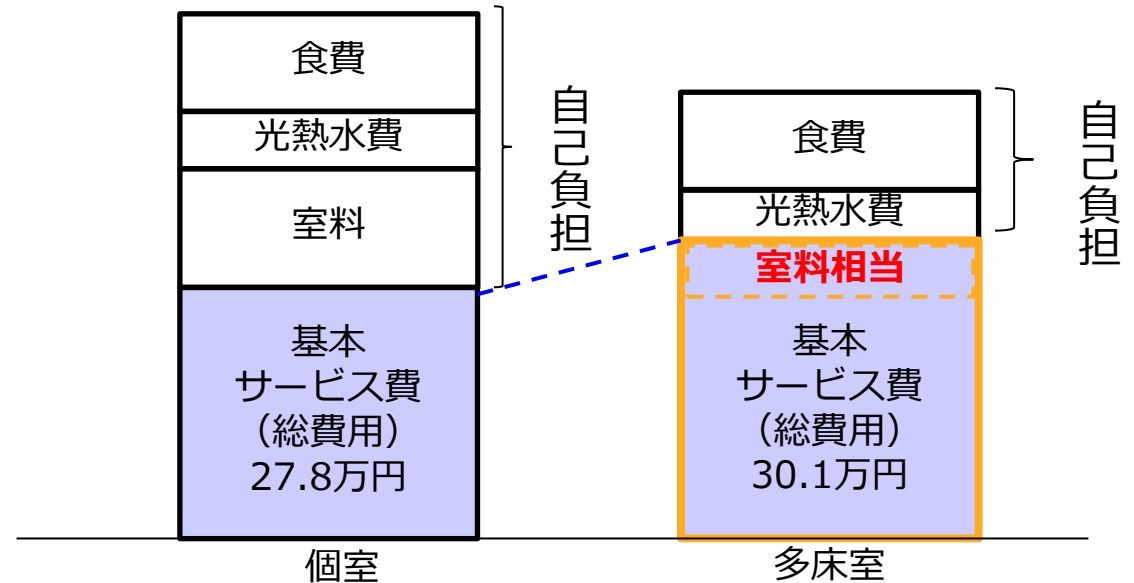 食費
光熱水費
室料
自己負担
基本
サービス費
（総費用）
27.8万円
個室
食費
光熱水費
自己負担
室料相当
基本
サービス費
（総費用）
30.1万円
多床室